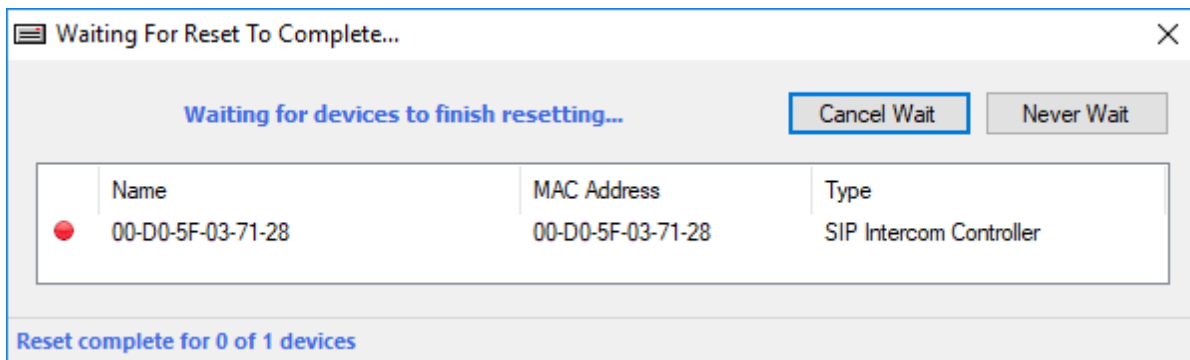 Waiting For Reset To Complete...
Waiting for devices to finish resetting... Cancel Wait Never Wait
Name MAC Address Type
00-D0-5F-03-71-28 00-D0-5F-03-71-28 SIP Intercom Controller
Reset complete for 0 of 1 devices